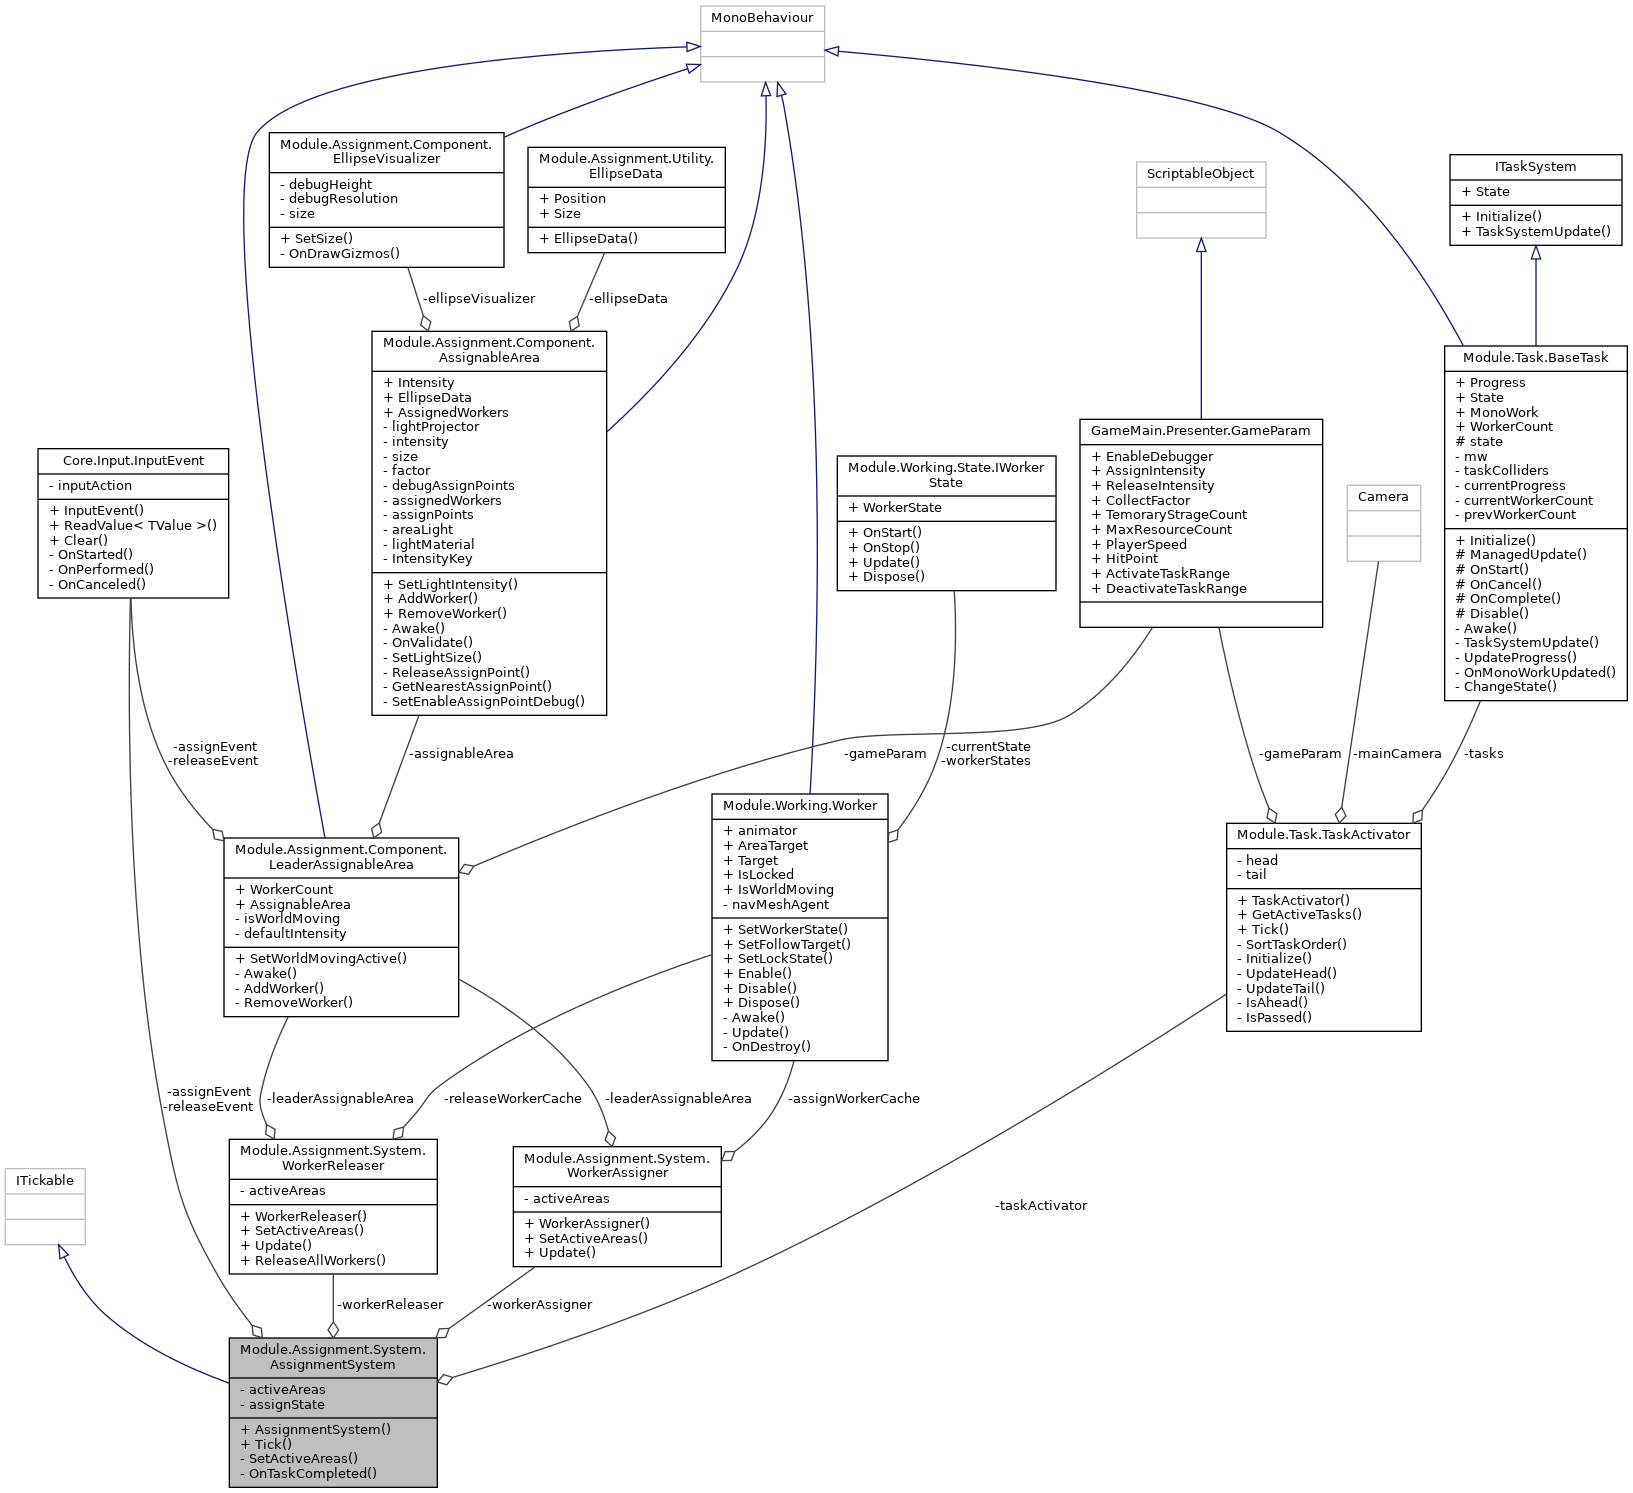 MonoBehaviour
Module.Assignment.Component.
EllipseVisualizer
- debugHeight
- debugResolution
- size
+ SetSize()
- OnDrawGizmos()
Module.Assignment.Utility.
EllipseData
+ Position
+ Size
+ EllipseData()
ScriptableObject
ITaskSystem
+ State
+ Initialize()
+ TaskSystemUpdate()
-ellipseVisualizer
-ellipseData
Module.Assignment.Component.
AssignableArea
+ Intensity
+ EllipseData
+ AssignedWorkers
- lightProjector
- intensity
- size
- factor
- debugAssignPoints
- assignedWorkers
- assignPoints
- areaLight
- lightMaterial
- IntensityKey
+ SetLightIntensity()
+ AddWorker()
+ RemoveWorker()
- Awake()
- OnValidate()
- SetLightSize()
- ReleaseAssignPoint()
- GetNearestAssignPoint()
- SetEnableAssignPointDebug()
Module.Task.BaseTask
+ Progress
+ State
+ MonoWork
+ WorkerCount
# state
- mw
- taskColliders
- currentProgress
- currentWorkerCount
- prevWorkerCount
+ Initialize()
# ManagedUpdate()
# OnStart()
# OnCancel()
# OnComplete()
# Disable()
- Awake()
- TaskSystemUpdate()
- UpdateProgress()
- OnMonoWorkUpdated()
- ChangeState()
GameMain.Presenter.GameParam
+ EnableDebugger
+ AssignIntensity
+ ReleaseIntensity
+ CollectFactor
+ TemoraryStrageCount
+ MaxResourceCount
+ PlayerSpeed
+ HitPoint
+ ActivateTaskRange
+ DeactivateTaskRange
Core.Input.InputEvent
- inputAction
+ InputEvent()
+ ReadValue< TValue >()
+ Clear()
- OnStarted()
- OnPerformed()
- OnCanceled()
Module.Working.State.IWorker
State
+ WorkerState
+ OnStart()
+ OnStop()
+ Update()
+ Dispose()
Camera
-assignEvent
-releaseEvent
-assignableArea
-gameParam
-currentState
-workerStates
-gameParam
-mainCamera
-tasks
Module.Working.Worker
+ animator
+ AreaTarget
+ Target
+ IsLocked
+ IsWorldMoving
- navMeshAgent
+ SetWorkerState()
+ SetFollowTarget()
+ SetLockState()
+ Enable()
+ Disable()
+ Dispose()
- Awake()
- Update()
- OnDestroy()
Module.Task.TaskActivator
- head
- tail
+ TaskActivator()
+ GetActiveTasks()
+ Tick()
- SortTaskOrder()
- Initialize()
- UpdateHead()
- UpdateTail()
- IsAhead()
- IsPassed()
Module.Assignment.Component.
LeaderAssignableArea
+ WorkerCount
+ AssignableArea
- isWorldMoving
- defaultIntensity
+ SetWorldMovingActive()
- Awake()
- AddWorker()
- RemoveWorker()
-assignEvent
-releaseEvent
-leaderAssignableArea
-releaseWorkerCache
-leaderAssignableArea
-assignWorkerCache
Module.Assignment.System.
WorkerReleaser
- activeAreas
+ WorkerReleaser()
+ SetActiveAreas()
+ Update()
+ ReleaseAllWorkers()
Module.Assignment.System.
WorkerAssigner
- activeAreas
+ WorkerAssigner()
+ SetActiveAreas()
+ Update()
ITickable
-taskActivator
-workerReleaser
-workerAssigner
Module.Assignment.System.
AssignmentSystem
- activeAreas
- assignState
+ AssignmentSystem()
+ Tick()
- SetActiveAreas()
- OnTaskCompleted()